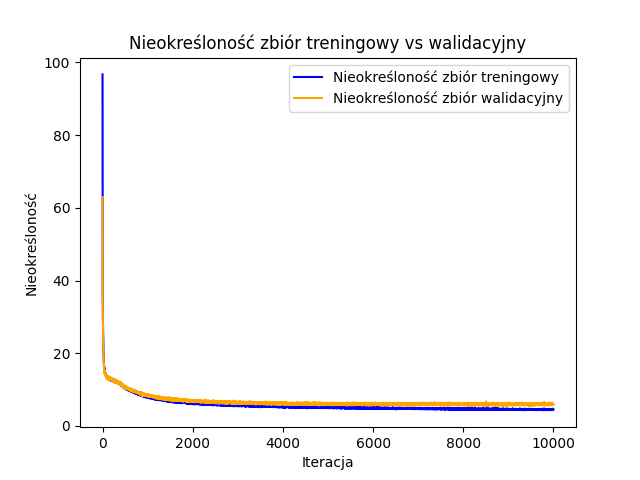 Nieokreśloność zbiór treningowy vs walidacyjny
Nieokreśloność zbiór treningowy
Nieokreśloność zbiór walidacyjny
Nieokreśloność
100
80
60
40
20
0
0 2000 4000 6000 8000 10000
Iteracja